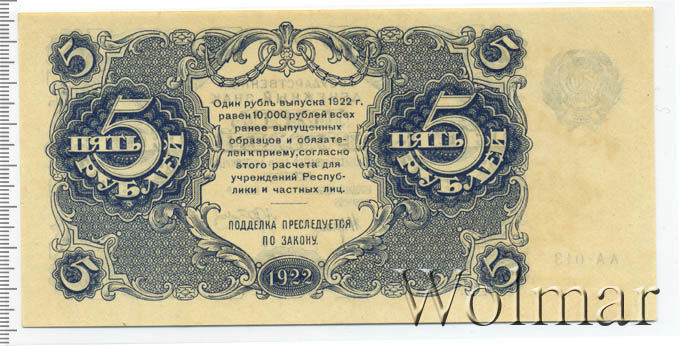 5 5
Один рубль выпуска 1922 г.
равен 10,000 рублей всех
ранее выпущенных
образцов и обязате-
лен к приему, согласно
этого расчета для
учреждений Респуб-
лики и частных лиц.
5 ПЯТЬ РУБЛЕЙ
5 ПЯТЬ РУБЛЕЙ
ПОДДЕЛКА ПРЕСЛЕДУЕТСЯ
ПО ЗАКОНУ.
АА-013
5 1922 5
Wolmar